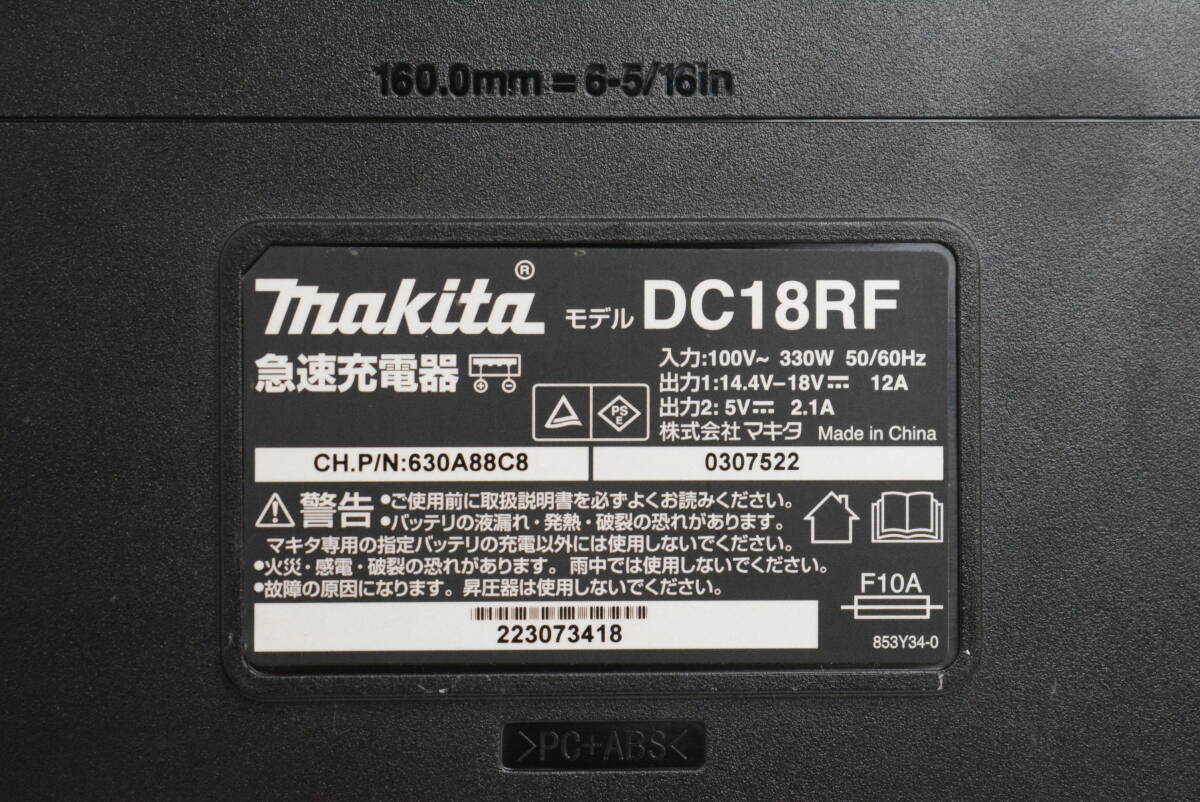 160.0mm = 6-5/16in
makita® モデル DC18RF
急速充電器
入力:100V~ 330W 50/60Hz
出力1:14.4V-18V⎓ 12A
出力2: 5V⎓ 2.1A
PS
E
株式会社マキタ Made in China
CH.P/N:630A88C8
0307522
警告 •ご使用前に取扱説明書を必ずよくお読みください。
•バッテリの液漏れ・発熱・破裂の恐れがあります。
マキタ専用の指定バッテリの充電以外には使用しないでください。
•火災・感電・破裂の恐れがあります。雨中では使用しないでください。
•故障の原因になります。昇圧器は使用しないでください。
F10A
223073418
853Y34-0
>PC+ABS<